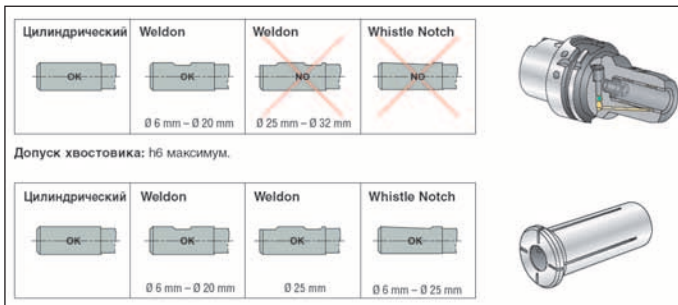 Цилиндрический Weldon Weldon Whistle Notch
OK OK NO NO
Ø 6 mm – Ø 20 mm Ø 25 mm – Ø 32 mm
Допуск хвостовика: h6 максимум.
Цилиндрический Weldon Weldon Whistle Notch
OK OK OK OK
Ø 6 mm – Ø 20 mm Ø 25 mm Ø 6 mm – Ø 25 mm